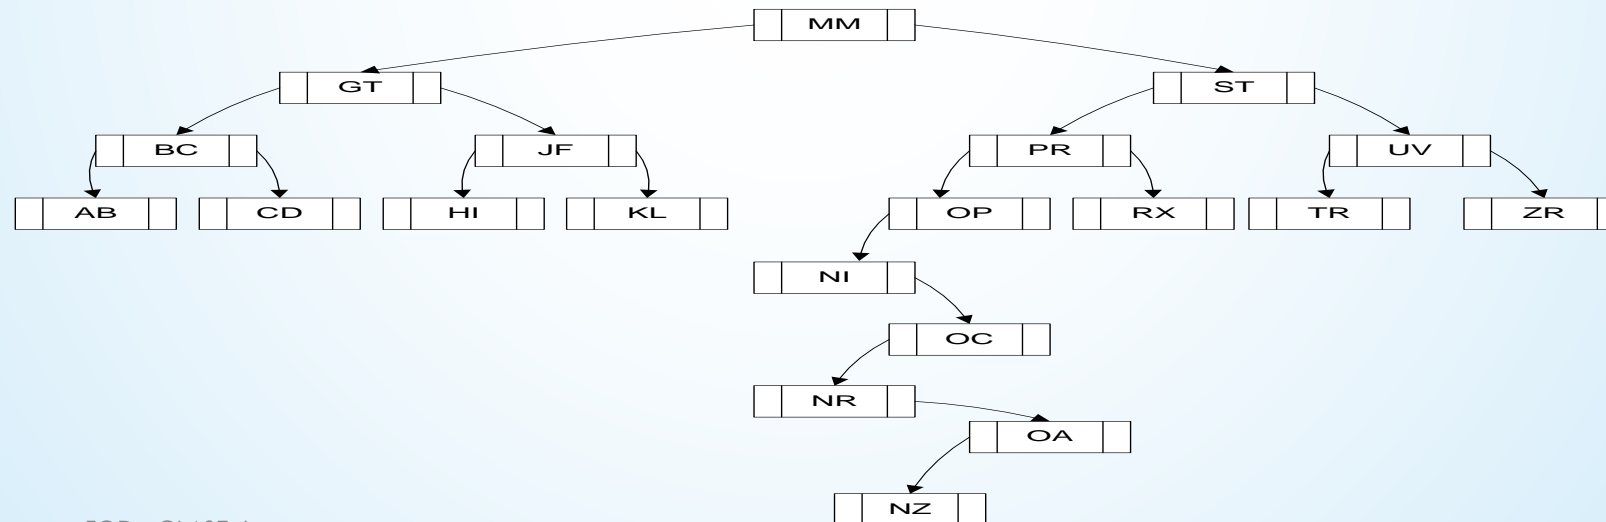 MM
GT ST
BC JF PR UV
AB CD HI KL OP RX TR ZR
NI
OC
NR
OA
NZ